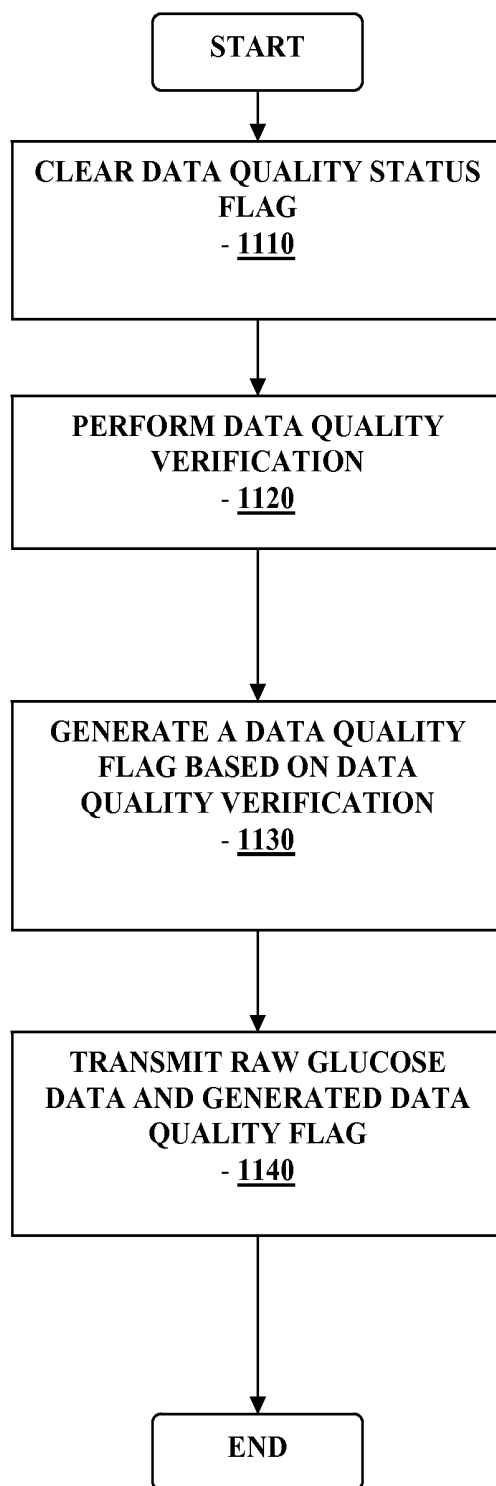 START
CLEAR DATA QUALITY STATUS
FLAG
- 1110
PERFORM DATA QUALITY
VERIFICATION
- 1120
GENERATE A DATA QUALITY
FLAG BASED ON DATA
QUALITY VERIFICATION
- 1130
TRANSMIT RAW GLUCOSE
DATA AND GENERATED DATA
QUALITY FLAG
- 1140
END